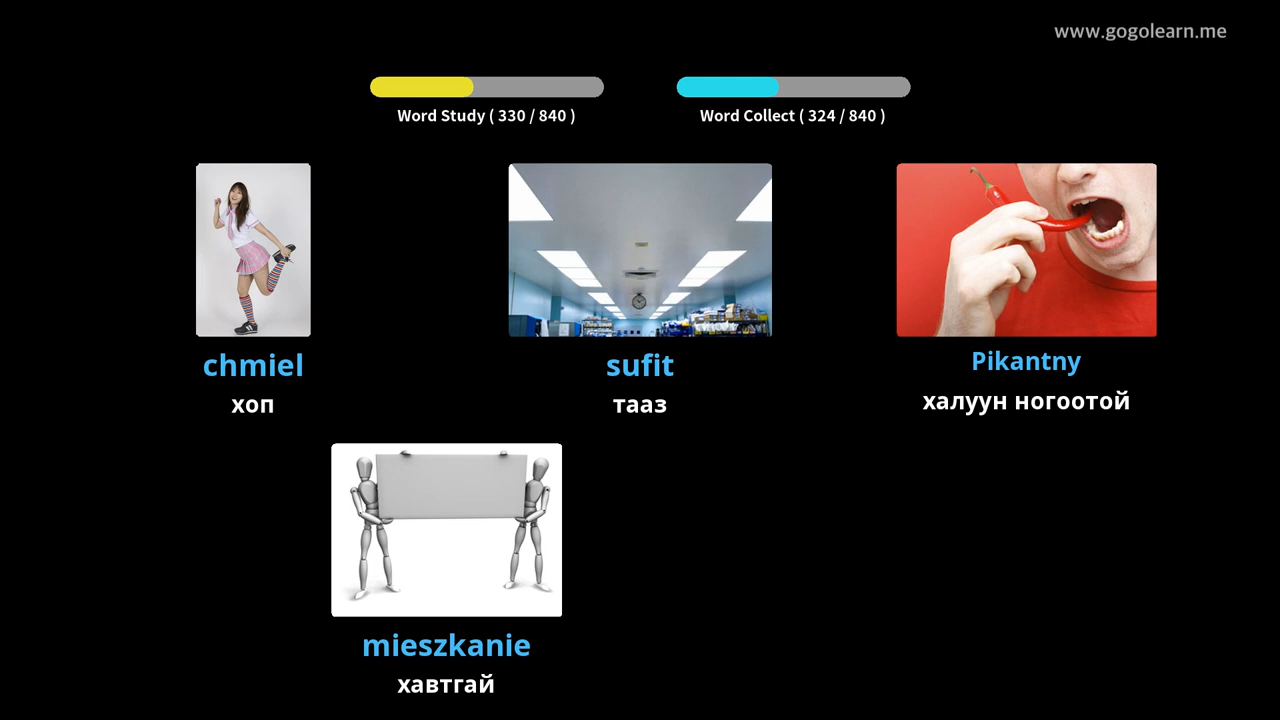 www.gogolearn.me
Word Study ( 330 / 840 )
Word Collect ( 324 / 840 )
chmiel
хоп
sufit
тааз
Pikantny
халуун ногоотой
mieszkanie
хавтгай